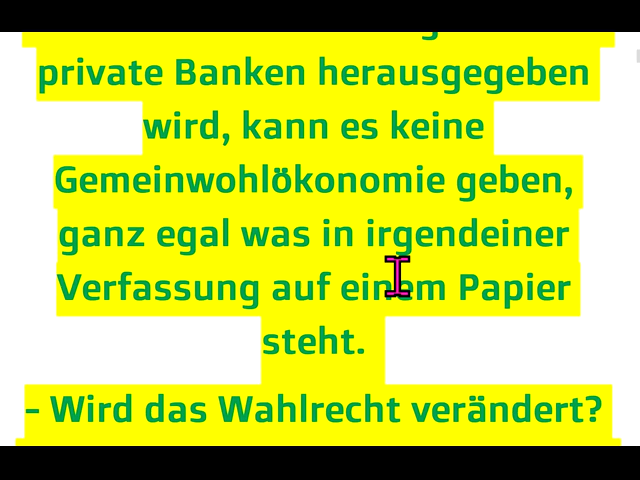 private Banken herausgegeben
wird, kann es keine
Gemeinwohlökonomie geben,
ganz egal was in irgendeiner
Verfassung auf einem Papier
steht.
- Wird das Wahlrecht verändert?